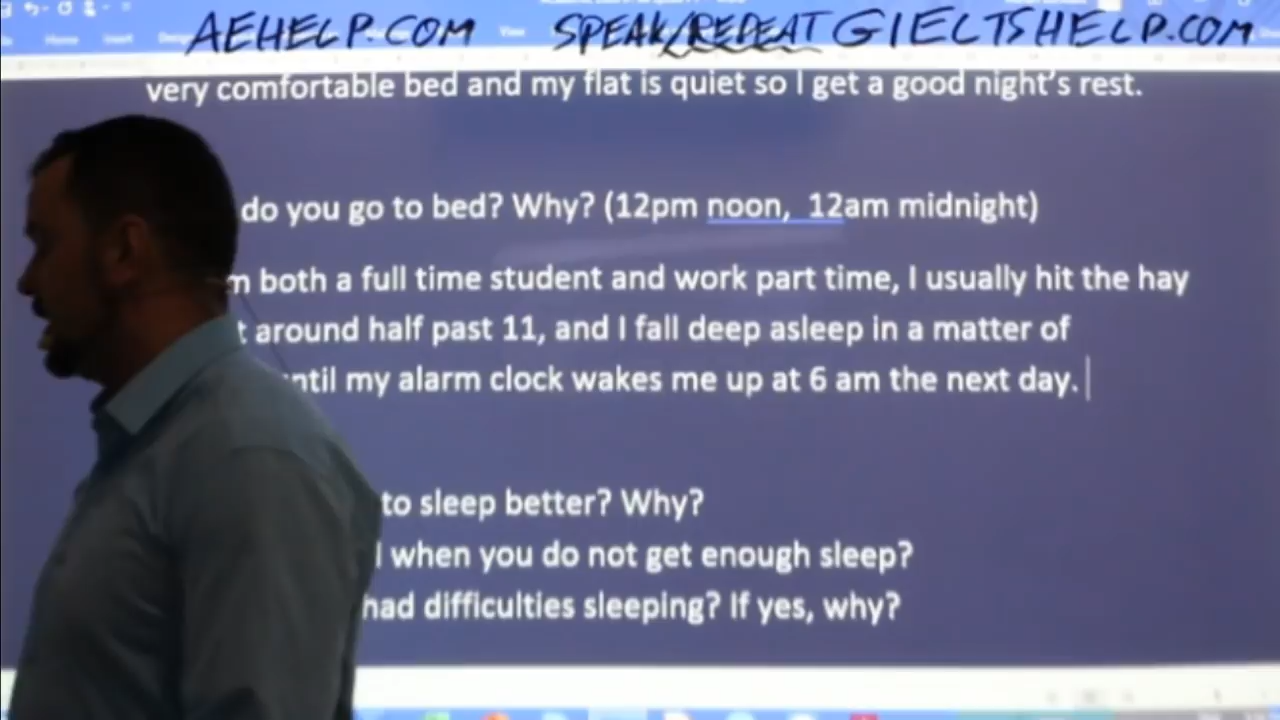 AEHELP.COM SPEAK/REPEAT GIELTSHELP.COM
Home Insert View
very comfortable bed and my flat is quiet so I get a good night's rest.
do you go to bed? Why? (12pm noon, 12am midnight)
m both a full time student and work part time, I usually hit the hay
t around half past 11, and I fall deep asleep in a matter of
ntil my alarm clock wakes me up at 6 am the next day.
to sleep better? Why?
l when you do not get enough sleep?
had difficulties sleeping? If yes, why?